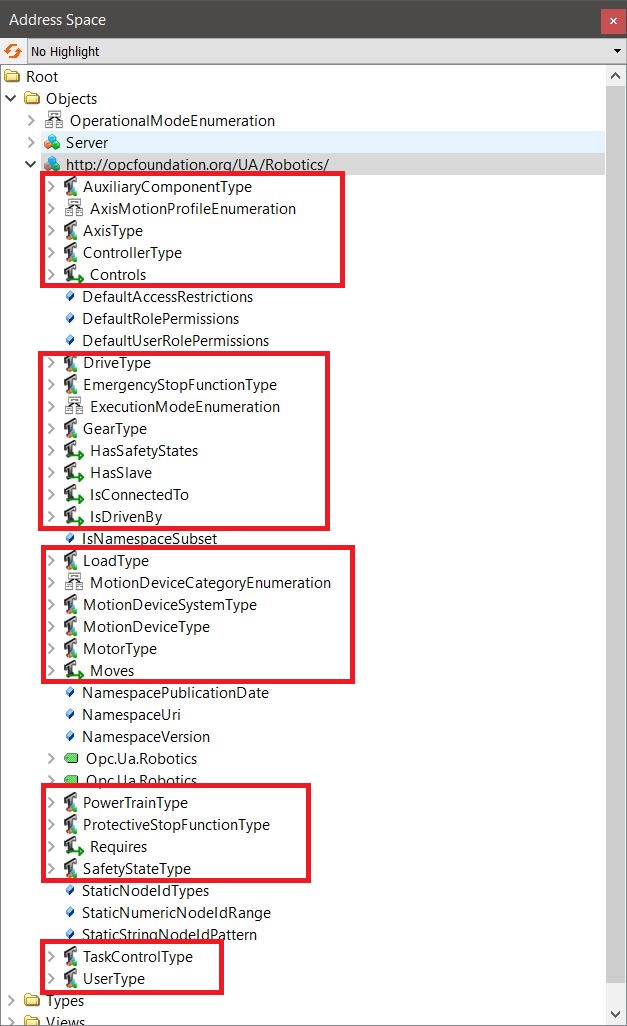 Address Space
No Highlight
Root
Objects
OperationalModeEnumeration
Server
http://opcfoundation.org/UA/Robotics/
AuxiliaryComponentType
AxisMotionProfileEnumeration
AxisType
ControllerType
Controls
DefaultAccessRestrictions
DefaultRolePermissions
DefaultUserRolePermissions
DriveType
EmergencyStopFunctionType
ExecutionModeEnumeration
GearType
HasSafetyStates
HasSlave
IsConnectedTo
IsDrivenBy
IsNamespaceSubset
LoadType
MotionDeviceCategoryEnumeration
MotionDeviceSystemType
MotionDeviceType
MotorType
Moves
NamespacePublicationDate
NamespaceUri
NamespaceVersion
Opc.Ua.Robotics
Opc.Ua.Robotics
PowerTrainType
ProtectiveStopFunctionType
Requires
SafetyStateType
StaticNodeIdTypes
StaticNumericNodeIdRange
StaticStringNodeIdPattern
TaskControlType
UserType
Types
Views